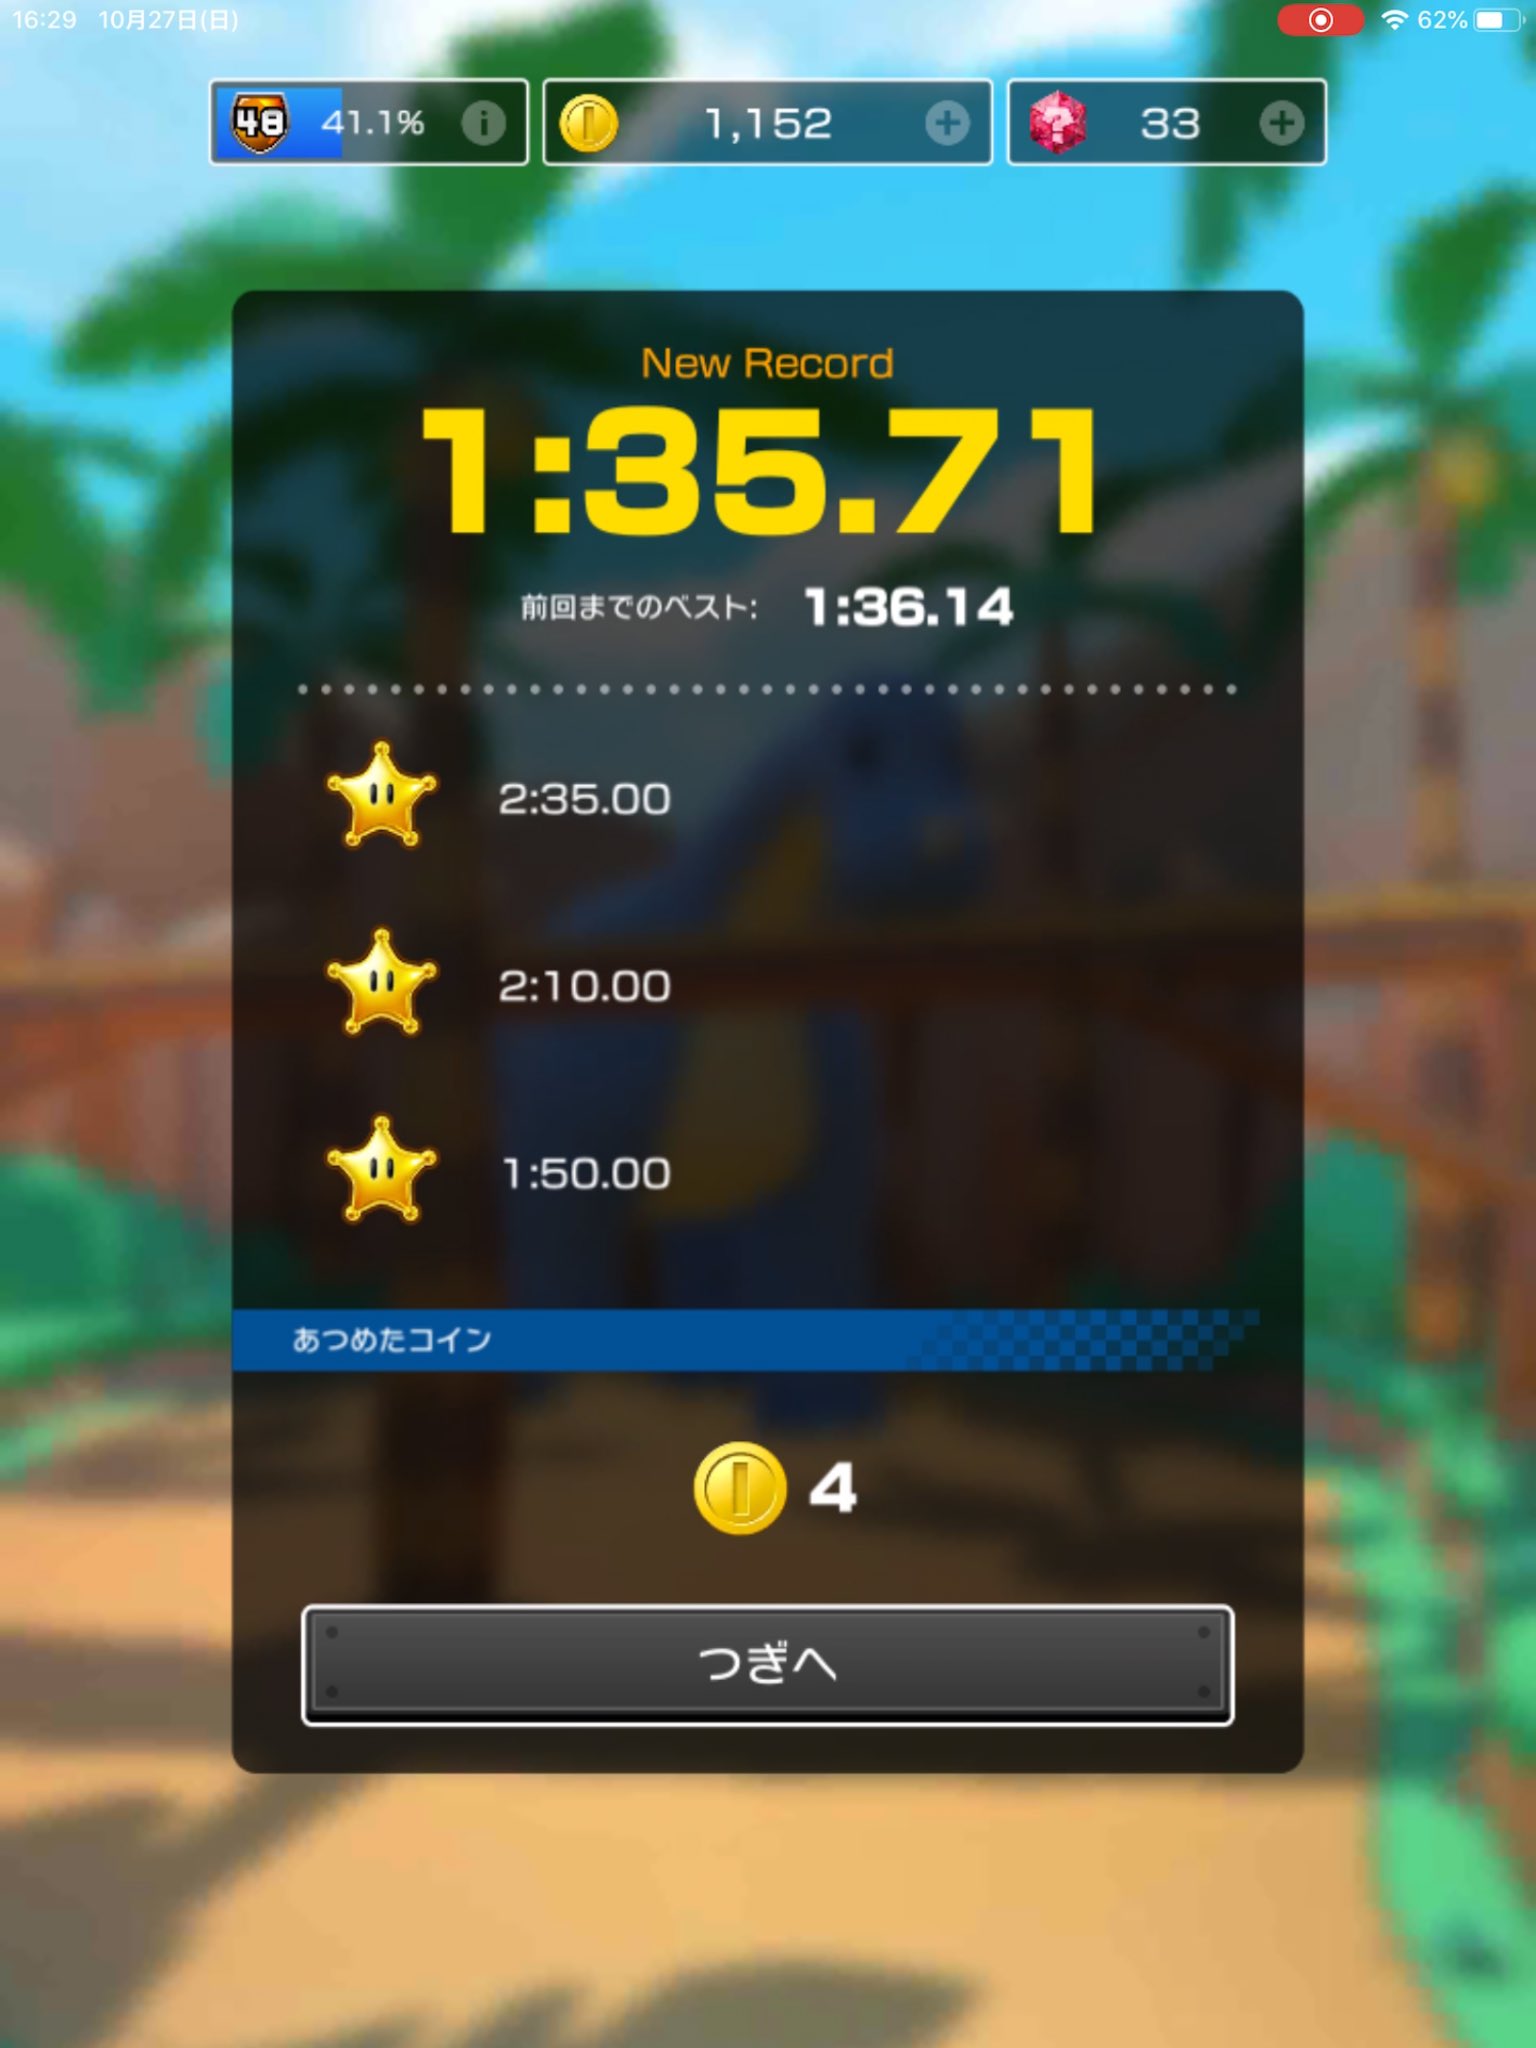 16:29 10月27日(日) 62%
48 41.1% 1,152 33
New Record
1:35.71
前回までのベスト: 1:36.14
2:35.00
2:10.00
1:50.00
あつめたコイン
4
つぎへ